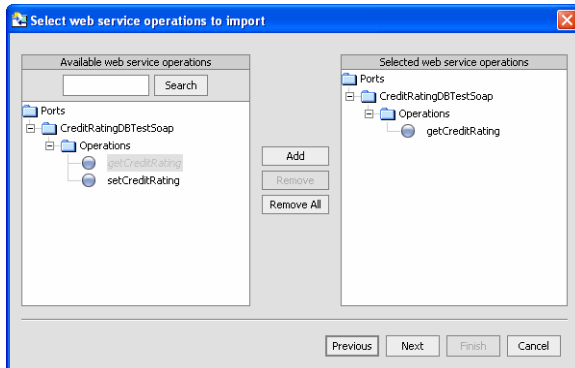 Select web service operations to import
Available web service operations
Search
Ports
CreditRatingDBTestSoap
Operations
getCreditRating
setCreditRating
Add
Remove
Remove All
Selected web service operations
Ports
CreditRatingDBTestSoap
Operations
getCreditRating
Previous Next Finish Cancel